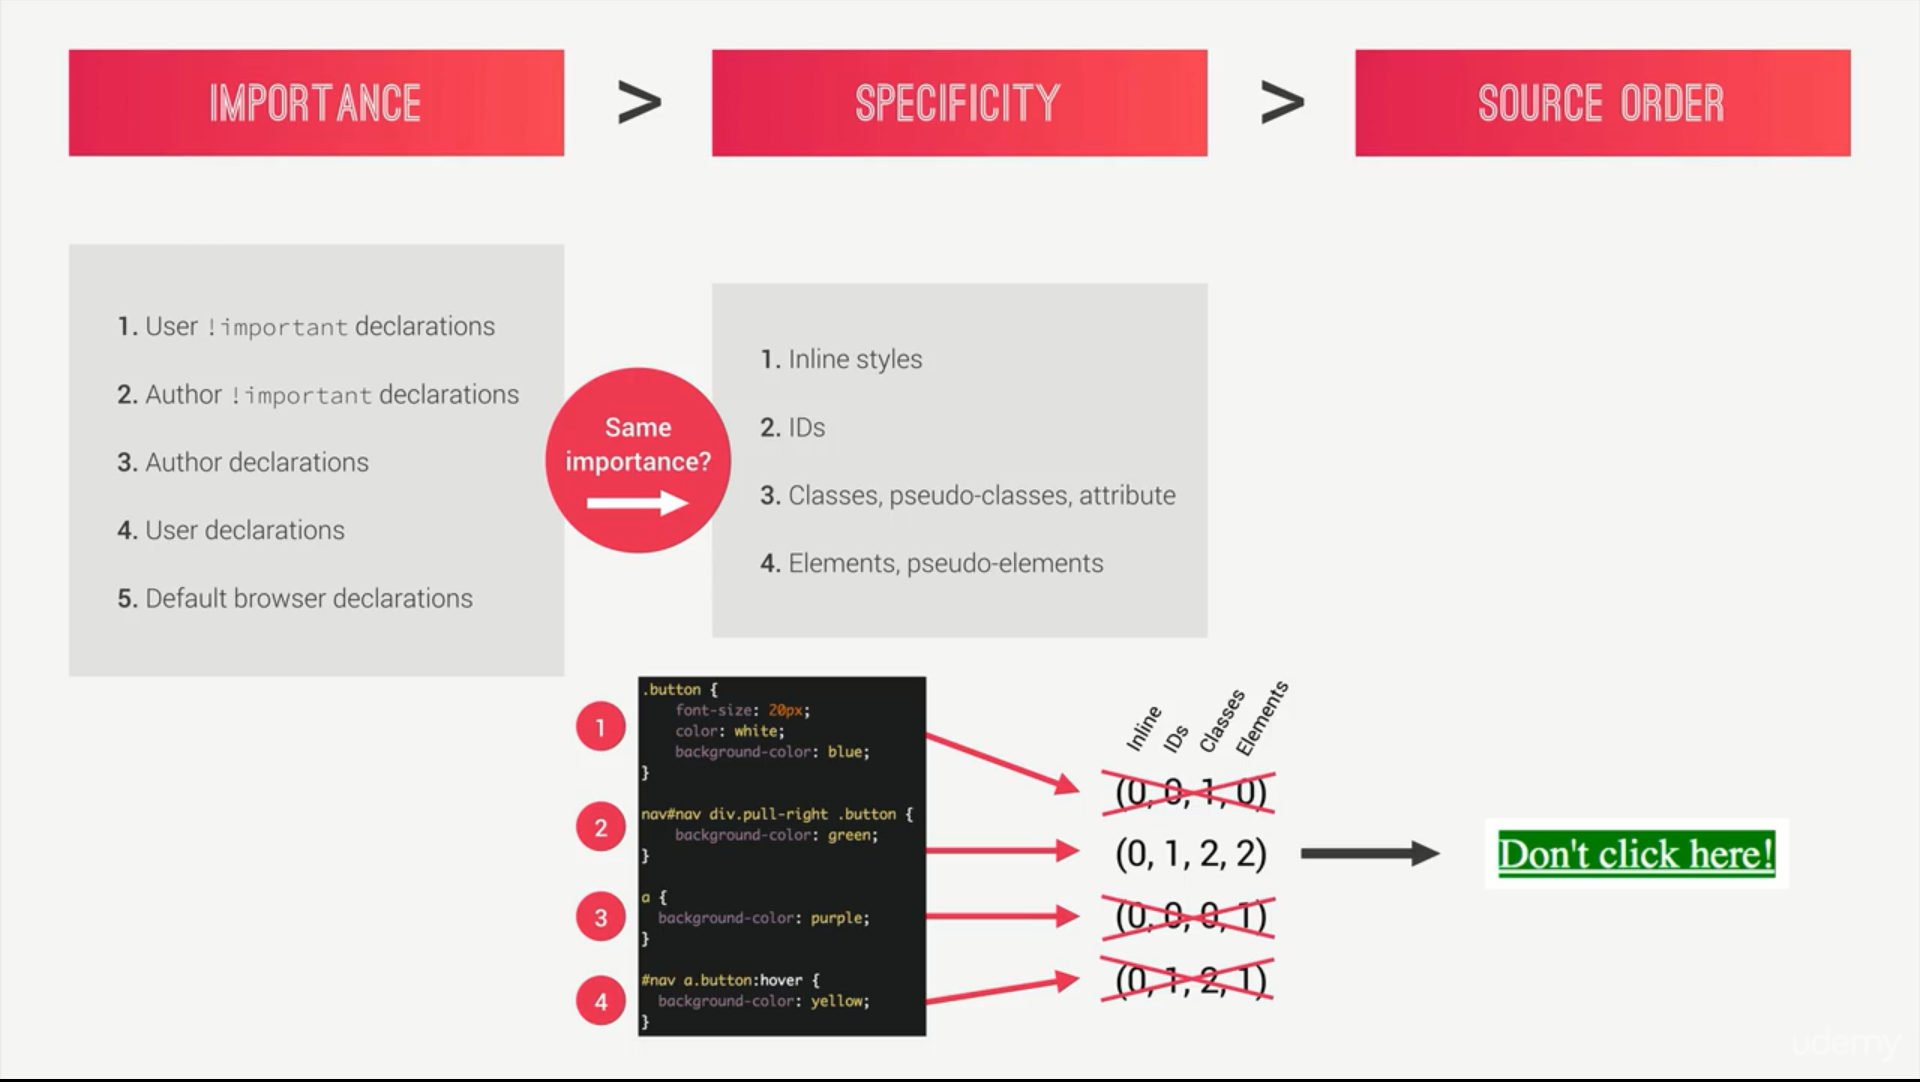 IMPORTANCE > SPECIFICITY > SOURCE ORDER
1. User !important declarations
2. Author !important declarations
3. Author declarations
4. User declarations
5. Default browser declarations
Same
importance?
1. Inline styles
2. IDs
3. Classes, pseudo-classes, attribute
4. Elements, pseudo-elements
1
.button {
font-size: 20px;
color: white;
background-color: blue;
}
2
nav#nav div.pull-right .button {
background-color: green;
}
3
a {
background-color: purple;
}
4
#nav a.button:hover {
background-color: yellow;
}
Inline
IDs
Classes
Elements
(0, 0, 1, 0)
(0, 1, 2, 2)
(0, 0, 0, 1)
(0, 1, 2, 1)
Don't click here!
udemy